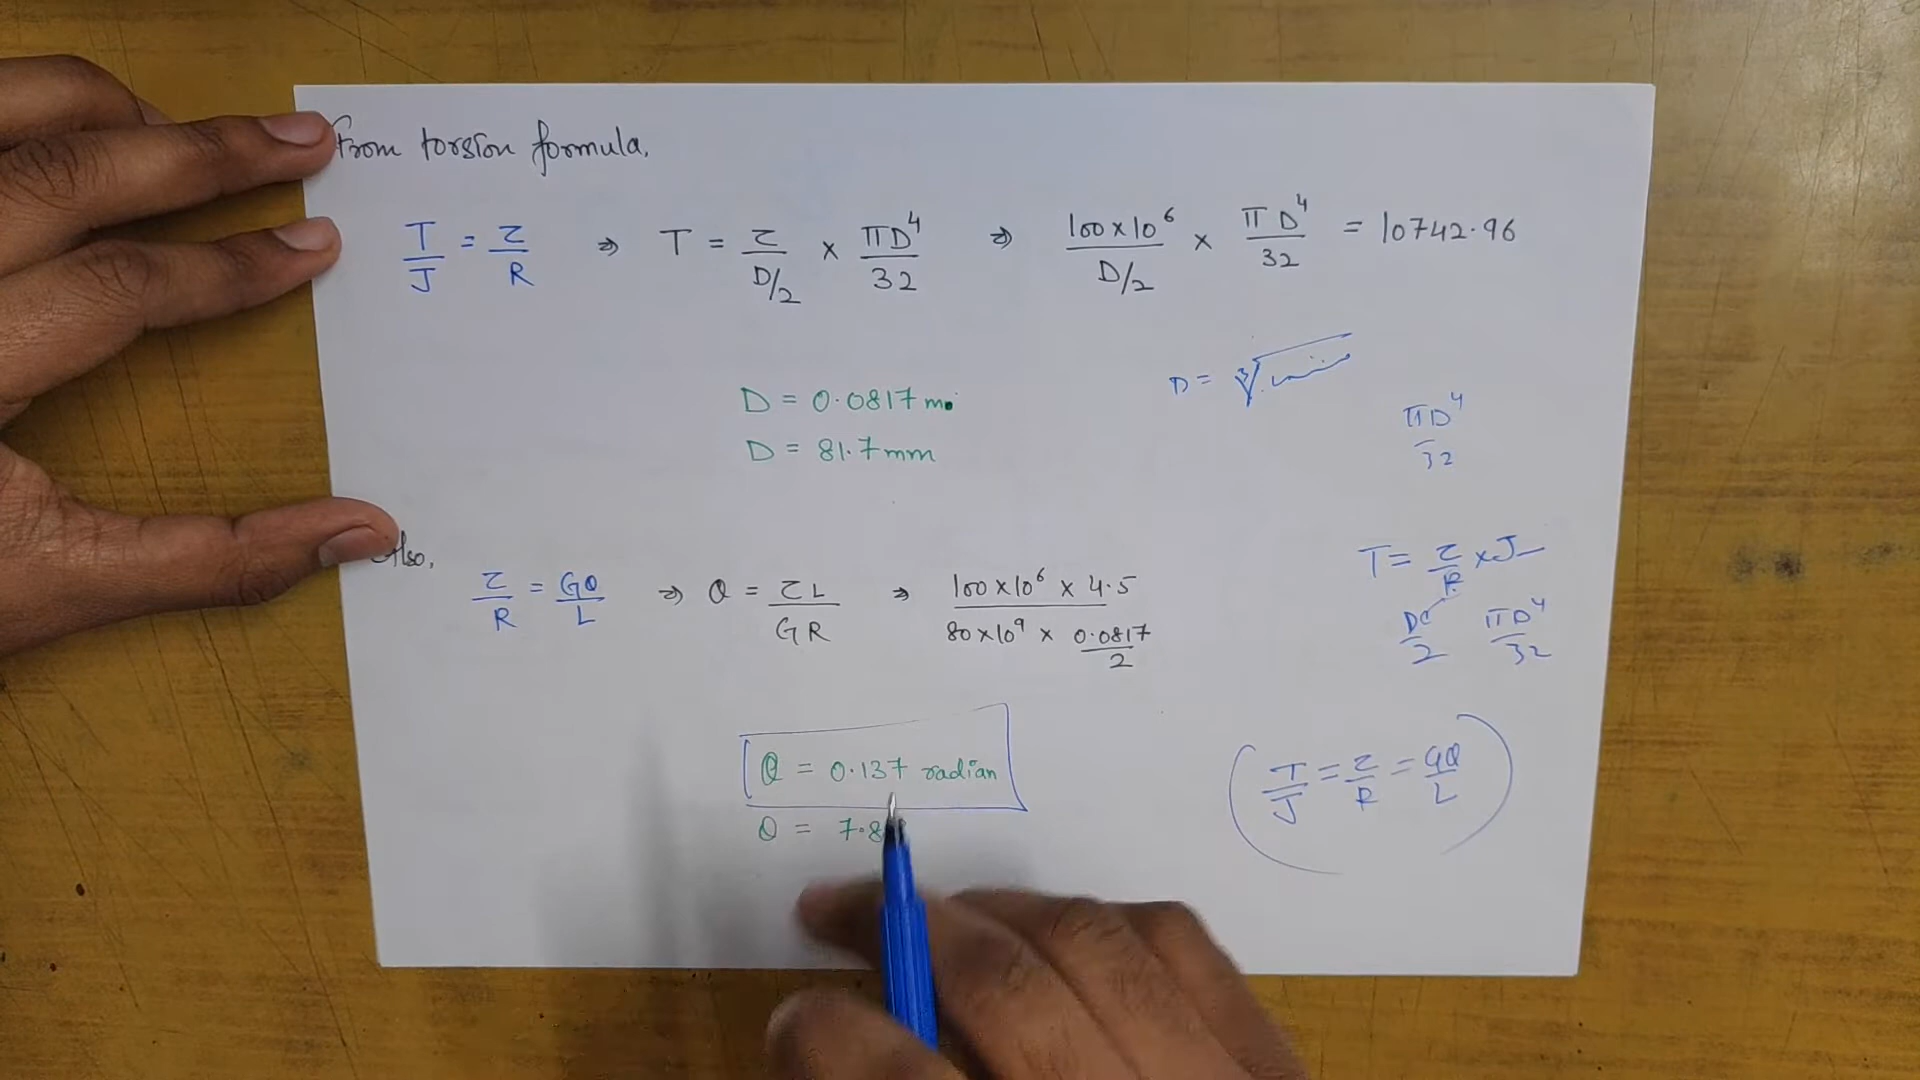 From torsion formula.
T/J = τ/R ⇒ T = τ/(D/2) × πD⁴/32 ⇒ 100×10⁶/(D/2) × πD⁴/32 = 10742.96
D = 0.0817 m.
D = ∛
D = 81.7mm
πD⁴/32
Also,
τ/R = Gθ/L ⇒ θ = τL/GR ⇒ 100×10⁶ × 4.5/(80×10⁹ × 0.0817/2)
T = τ/R × J
D/2 πD⁴/32
θ = 0.137 radian
θ = 7.8
(T/J = τ/R = Gθ/L)